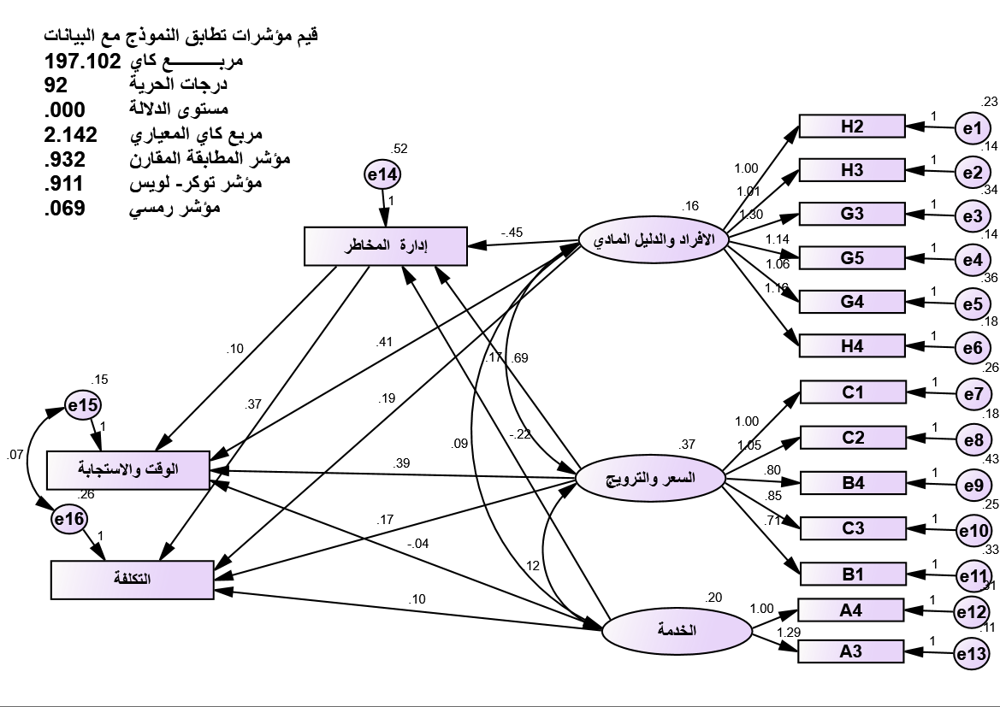 قيم مؤشرات تطابق النموذج مع البيانات
مربـــــــــع كاي 197.102
درجات الحرية 92
مستوى الدلالة .000
مربع كاي المعياري 2.142
مؤشر المطابقة المقارن .932
مؤشر توكر- لويس .911
مؤشر رمسي .069
.52
e14
1
إدارة المخاطر
-.45
.16
الافراد والدليل المادي
1.00
1.01
1.30
1.14
1.06
H2
1
e1
.23
H3
1
e2
.14
G3
1
e3
.34
G5
1
e4
.14
G4
1
e5
.36
H4
1
e6
.18
.10
.41
.37
.19
.17
.69
.09
-.22
.15
e15
1
.07
الوقت والاستجابة
.26
e16
1
التكلفة
.39
.17
-.04
.10
.12
.37
السعر والترويج
1.00
1.05
.80
.85
.71
C1
1
e7
.26
C2
1
e8
.18
B4
1
e9
.43
C3
1
e10
.25
B1
1
e11
.33
.20
الخدمة
1.00
1.29
A4
1
e12
.31
A3
1
e13
.11